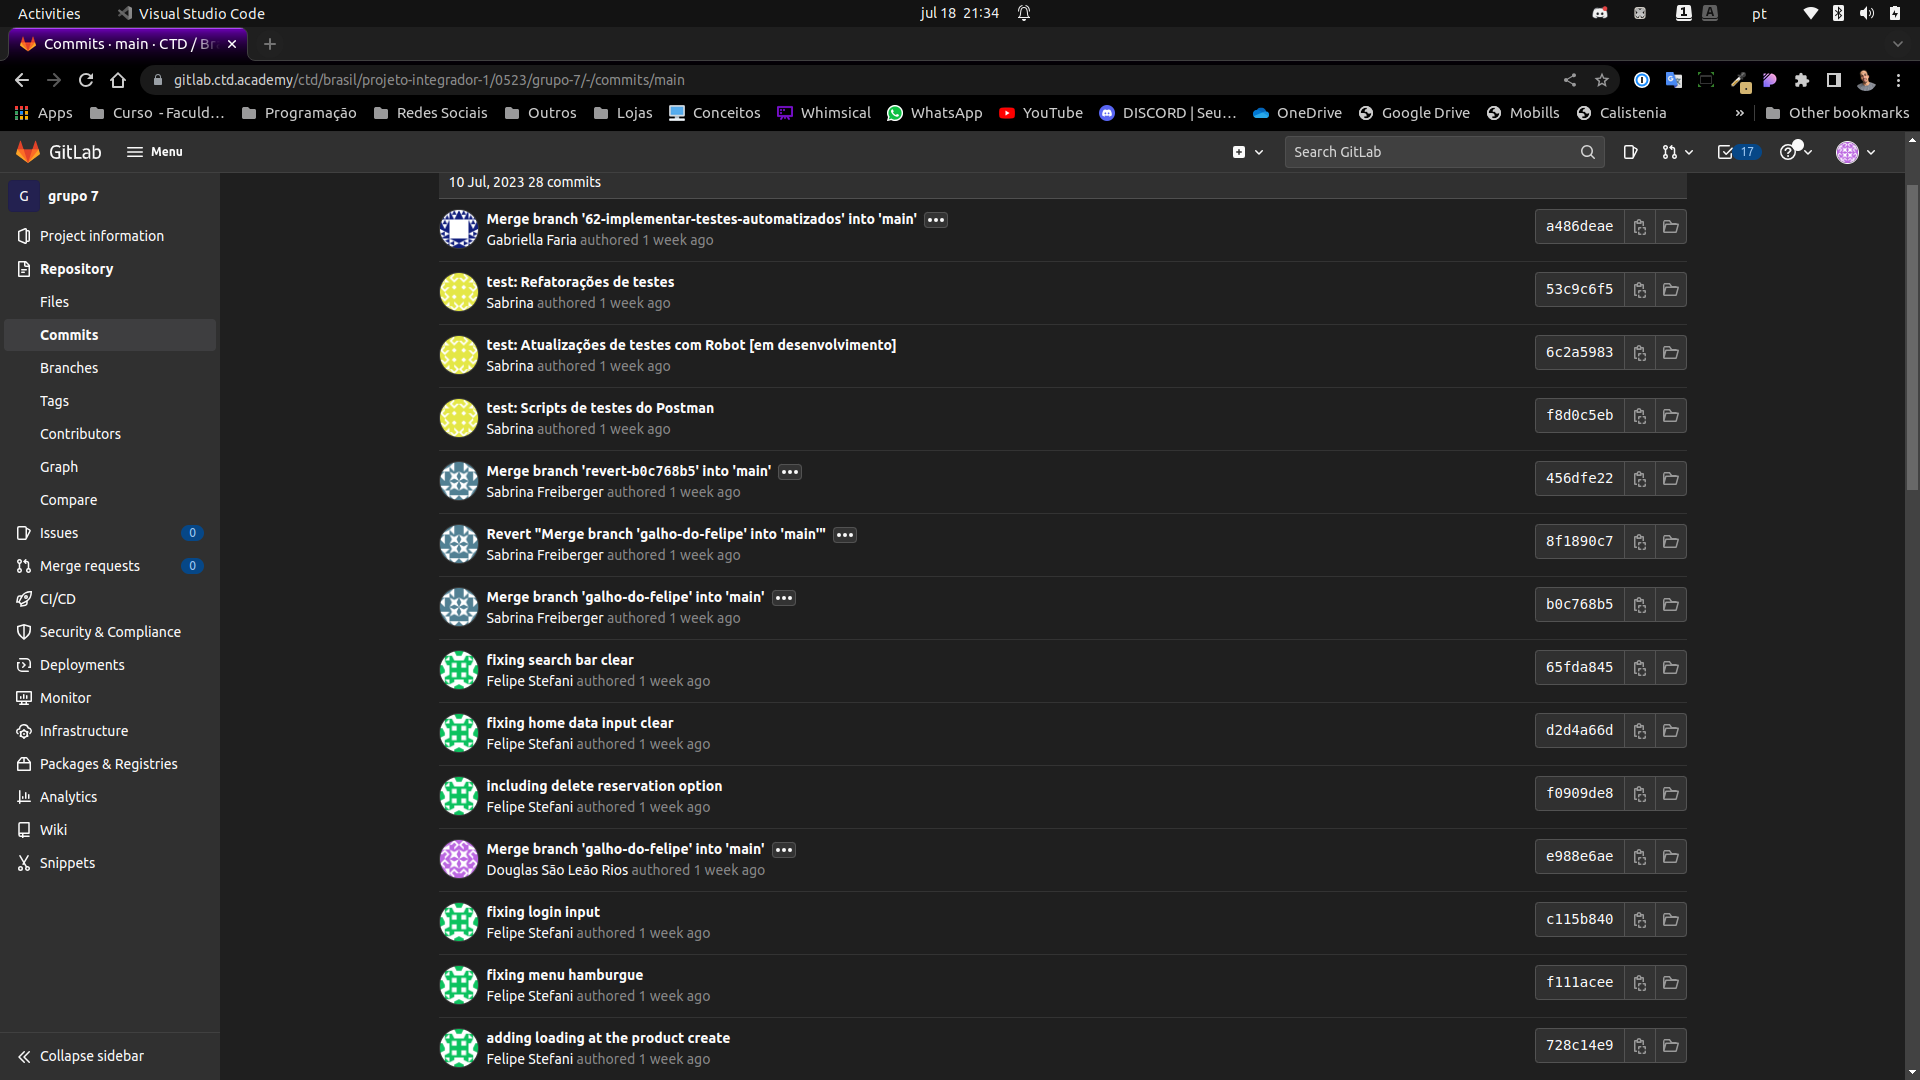 Activities
Visual Studio Code
jul 18 21:34
1
A
pt
Commits · main · CTD / Br
gitlab.ctd.academy/ctd/brasil/projeto-integrador-1/0523/grupo-7/-/commits/main
Apps
Curso - Faculd...
Programação
Redes Sociais
Outros
Lojas
Conceitos
Whimsical
WhatsApp
YouTube
DISCORD | Seu...
OneDrive
Google Drive
Mobills
Calistenia
»
Other bookmarks
GitLab
Menu
Search GitLab
17
G
grupo 7
Project information
Repository
Files
Commits
Branches
Tags
Contributors
Graph
Compare
Issues 0
Merge requests 0
CI/CD
Security & Compliance
Deployments
Monitor
Infrastructure
Packages & Registries
Analytics
Wiki
Snippets
Collapse sidebar
10 Jul, 2023 28 commits
Merge branch '62-implementar-testes-automatizados' into 'main'
Gabriella Faria authored 1 week ago
a486deae
test: Refatorações de testes
Sabrina authored 1 week ago
53c9c6f5
test: Atualizações de testes com Robot [em desenvolvimento]
Sabrina authored 1 week ago
6c2a5983
test: Scripts de testes do Postman
Sabrina authored 1 week ago
f8d0c5eb
Merge branch 'revert-b0c768b5' into 'main'
Sabrina Freiberger authored 1 week ago
456dfe22
Revert "Merge branch 'galho-do-felipe' into 'main'"
Sabrina Freiberger authored 1 week ago
8f1890c7
Merge branch 'galho-do-felipe' into 'main'
Sabrina Freiberger authored 1 week ago
b0c768b5
fixing search bar clear
Felipe Stefani authored 1 week ago
65fda845
fixing home data input clear
Felipe Stefani authored 1 week ago
d2d4a66d
including delete reservation option
Felipe Stefani authored 1 week ago
f0909de8
Merge branch 'galho-do-felipe' into 'main'
Douglas São Leão Rios authored 1 week ago
e988e6ae
fixing login input
Felipe Stefani authored 1 week ago
c115b840
fixing menu hamburgue
Felipe Stefani authored 1 week ago
f111acee
adding loading at the product create
Felipe Stefani authored 1 week ago
728c14e9